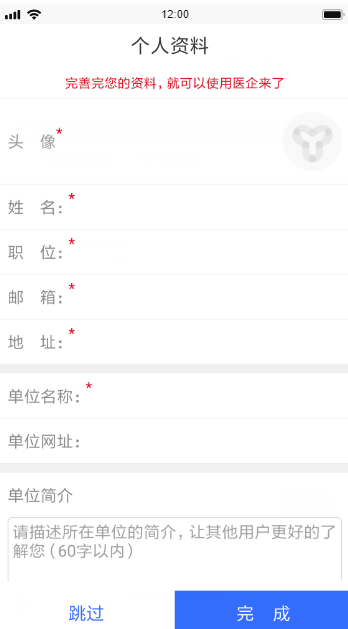 12:00
个人资料
完善完您的资料，就可以使用医企来了
头 像*
姓 名：*
职 位：*
邮 箱：*
地 址：*
单位名称：*
单位网址：
单位简介
请描述所在单位的简介，让其他用户更好的了
解您（60字以内）
跳过 完 成